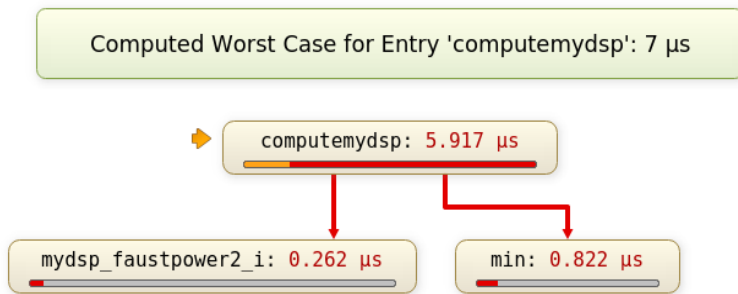 Computed Worst Case for Entry 'computemydsp': 7 μs
computemydsp: 5.917 μs
mydsp_faustpower2_i: 0.262 μs
min: 0.822 μs